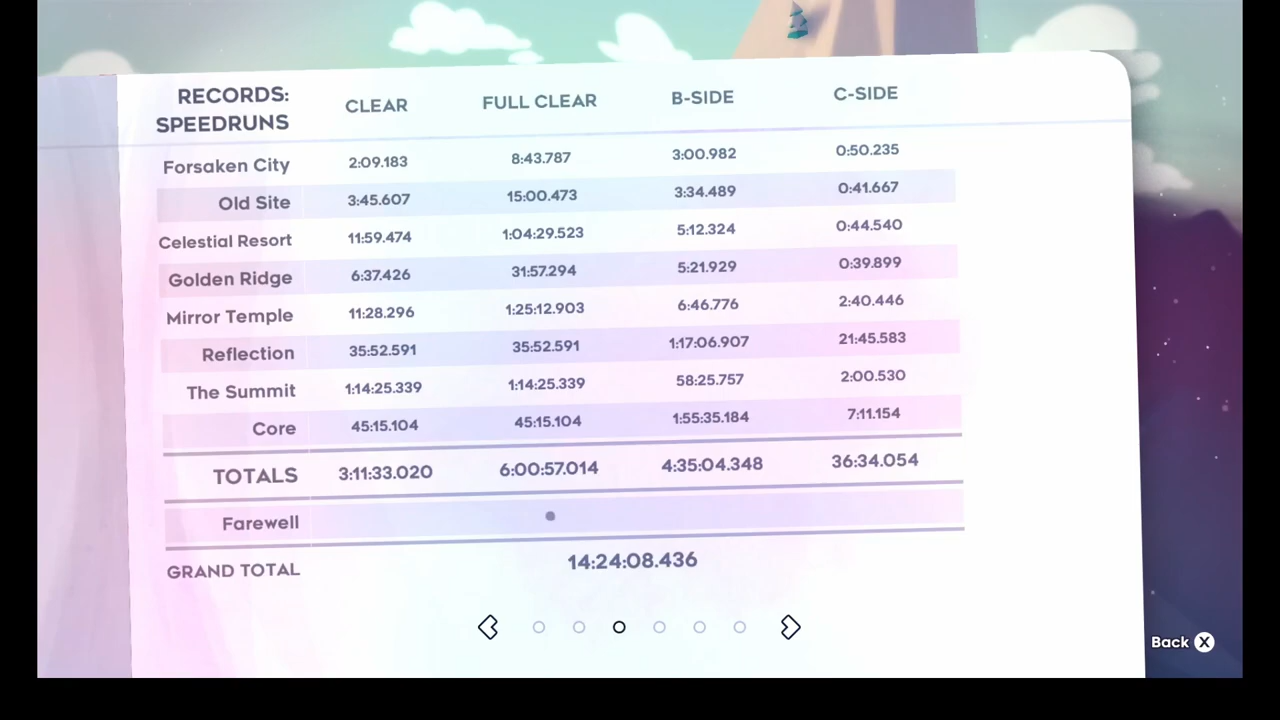 RECORDS: SPEEDRUNS CLEAR FULL CLEAR B-SIDE C-SIDE
Forsaken City 2:09.183 8:43.787 3:00.982 0:50.235
Old Site 3:45.607 15:00.473 3:34.489 0:41.667
Celestial Resort 11:59.474 1:04:29.523 5:12.324 0:44.540
Golden Ridge 6:37.426 31:57.294 5:21.929 0:39.899
Mirror Temple 11:28.296 1:25:12.903 6:46.776 2:40.446
Reflection 35:52.591 35:52.591 1:17:06.907 21:45.583
The Summit 1:14:25.339 1:14:25.339 58:25.757 2:00.530
Core 45:15.104 45:15.104 1:55:35.184 7:11.154
TOTALS 3:11:33.020 6:00:57.014 4:35:04.348 36:34.054
Farewell
GRAND TOTAL 14:24:08.436
Back X